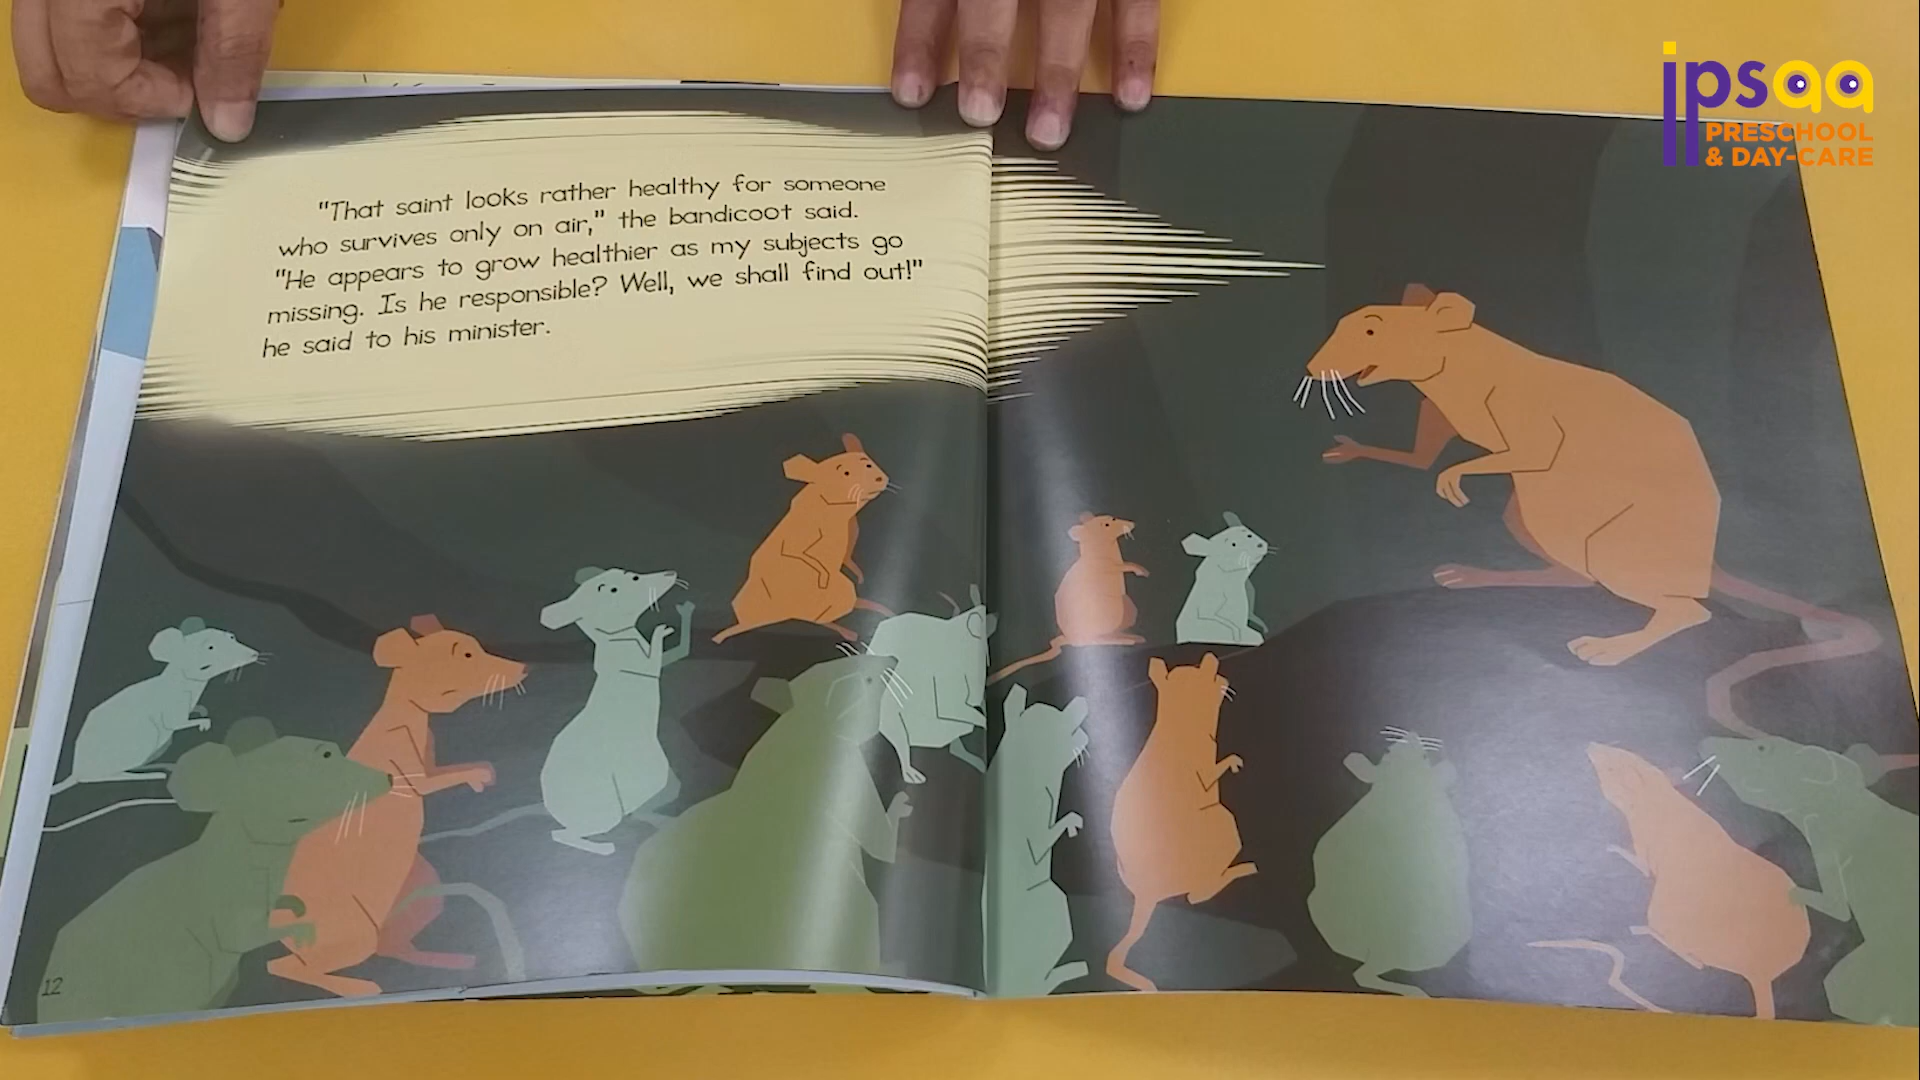 "That saint looks rather healthy for someone
who survives only on air," the bandicoot said.
"He appears to grow healthier as my subjects go
missing. Is he responsible? Well, we shall find out!"
he said to his minister.
12
ipsaa
PRESCHOOL
& DAY-CARE